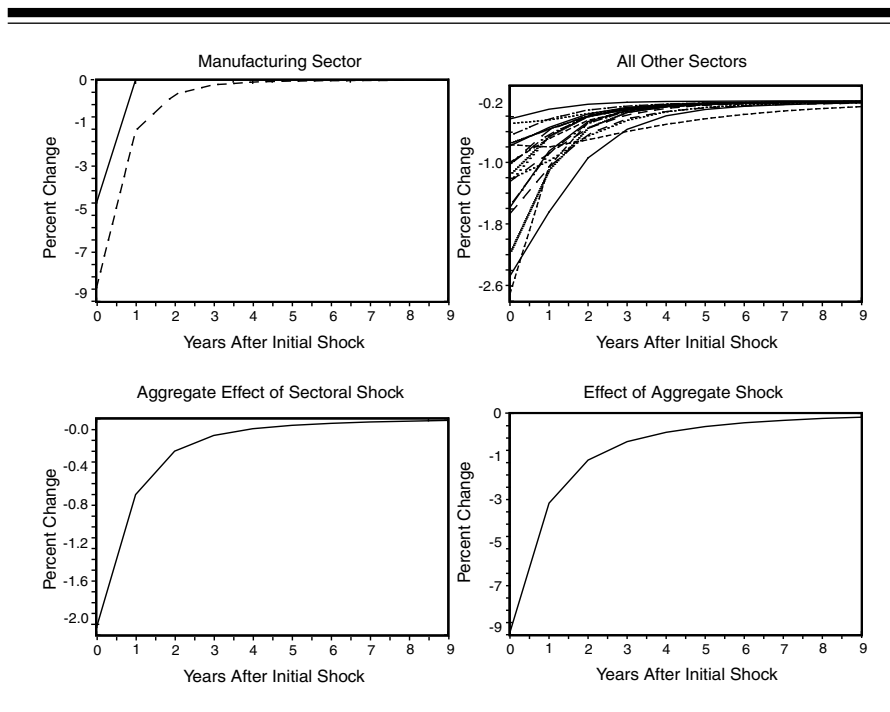 Manufacturing Sector
0
-1
-3
-5
-7
-9
Percent Change
0 1 2 3 4 5 6 7 8 9
Years After Initial Shock
All Other Sectors
-0.2
-1.0
-1.8
-2.6
Percent Change
0 1 2 3 4 5 6 7 8 9
Years After Initial Shock
Aggregate Effect of Sectoral Shock
-0.0
-0.4
-0.8
-1.2
-1.6
-2.0
Percent Change
0 1 2 3 4 5 6 7 8 9
Years After Initial Shock
Effect of Aggregate Shock
0
-1
-3
-5
-7
-9
Percent Change
0 1 2 3 4 5 6 7 8 9
Years After Initial Shock